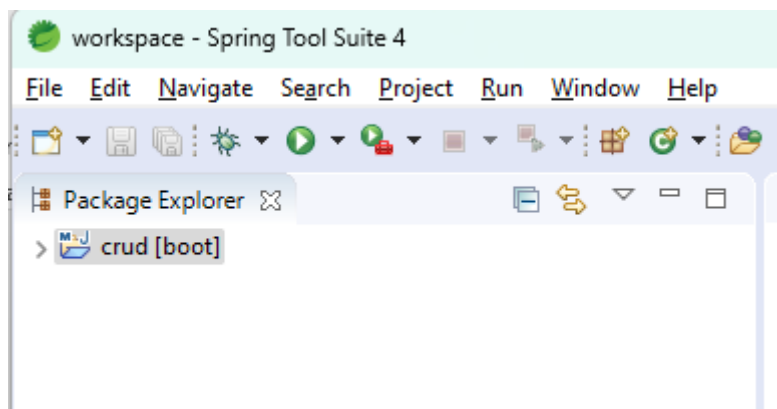 workspace - Spring Tool Suite 4
File Edit Navigate Search Project Run Window Help
Package Explorer
crud [boot]